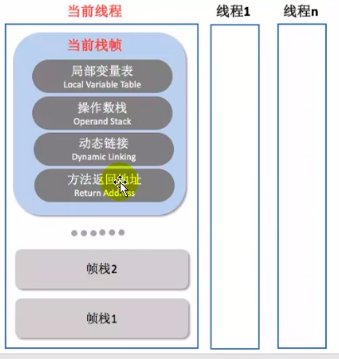 当前线程
线程1
线程n
当前栈帧
局部变量表
Local Variable Table
操作数栈
Operand Stack
动态链接
Dynamic Linking
方法返回地址
Return Address
帧栈2
帧栈1